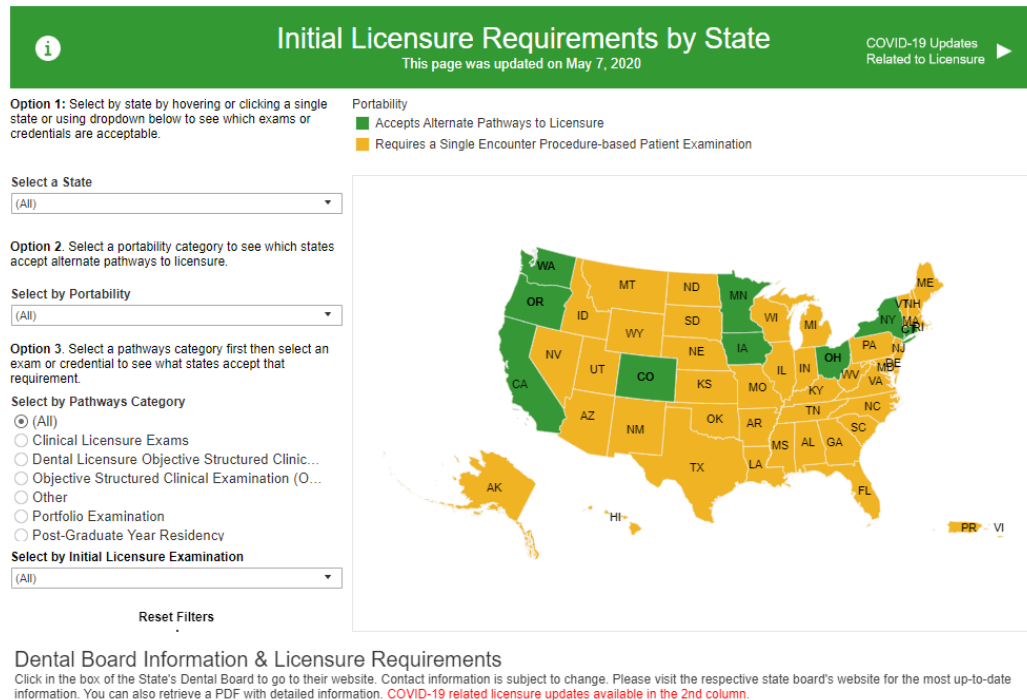 Initial Licensure Requirements by State
This page was updated on May 7, 2020
COVID-19 Updates
Related to Licensure
Option 1: Select by state by hovering or clicking a single
state or using dropdown below to see which exams or
credentials are acceptable.
Select a State
(All)
Option 2. Select a portability category to see which states
accept alternate pathways to licensure.
Select by Portability
(All)
Option 3. Select a pathways category first then select an
exam or credential to see what states accept that
requirement.
Select by Pathways Category
(All)
Clinical Licensure Exams
Dental Licensure Objective Structured Clinic...
Objective Structured Clinical Examination (O...
Other
Portfolio Examination
Post-Graduate Year Residency
Select by Initial Licensure Examination
(All)
Reset Filters
Portability
Accepts Alternate Pathways to Licensure
Requires a Single Encounter Procedure-based Patient Examination
WA
OR
CA
ID
NV
MT
WY
UT
AZ
CO
NM
ND
SD
NE
KS
OK
TX
MN
IA
MO
AR
LA
WI
IL
MI
IN
OH
KY
TN
MS
AL
GA
FL
SC
NC
VA
WV
PA
NY
VT
NH
ME
MA
CT
RI
NJ
DE
MD
AK
HI
PR
VI
Dental Board Information & Licensure Requirements
Click in the box of the State's Dental Board to go to their website. Contact information is subject to change. Please visit the respective state board's website for the most up-to-date
information. You can also retrieve a PDF with detailed information. COVID-19 related licensure updates available in the 2nd column.